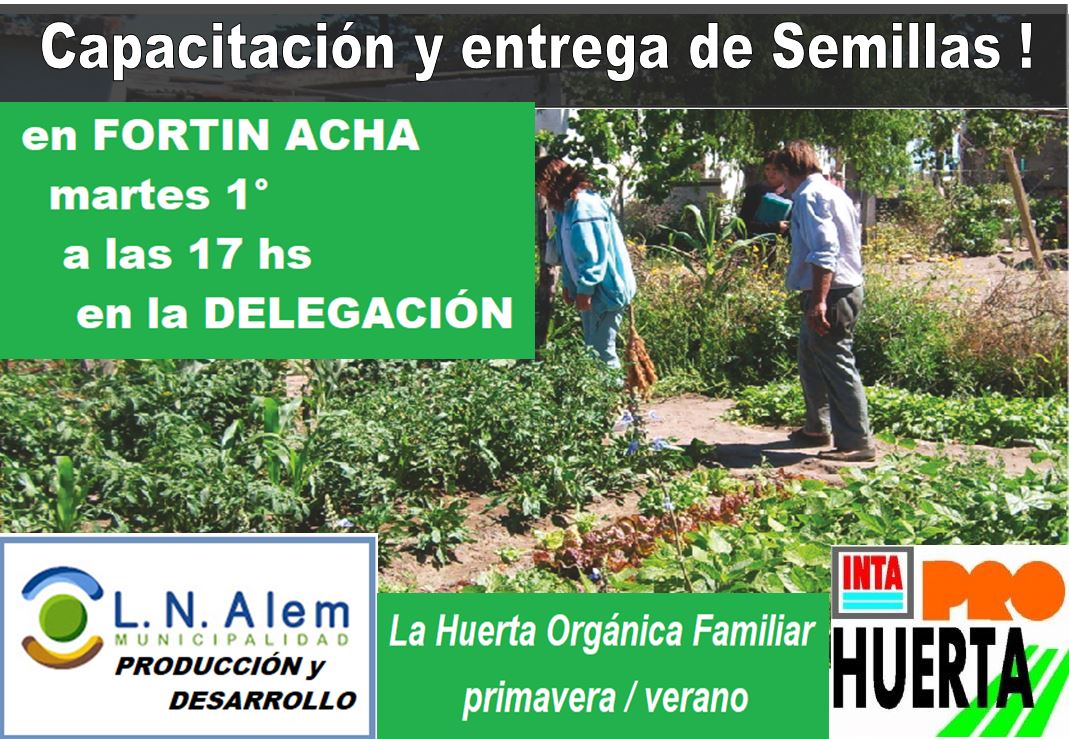 Capacitación y entrega de Semillas !
en FORTIN ACHA
martes 1°
a las 17 hs
en la DELEGACIÓN
L. N. Alem
MUNICIPALIDAD
PRODUCCIÓN y
DESARROLLO
La Huerta Orgánica Familiar
primavera / verano
INTA
PRO
HUERTA